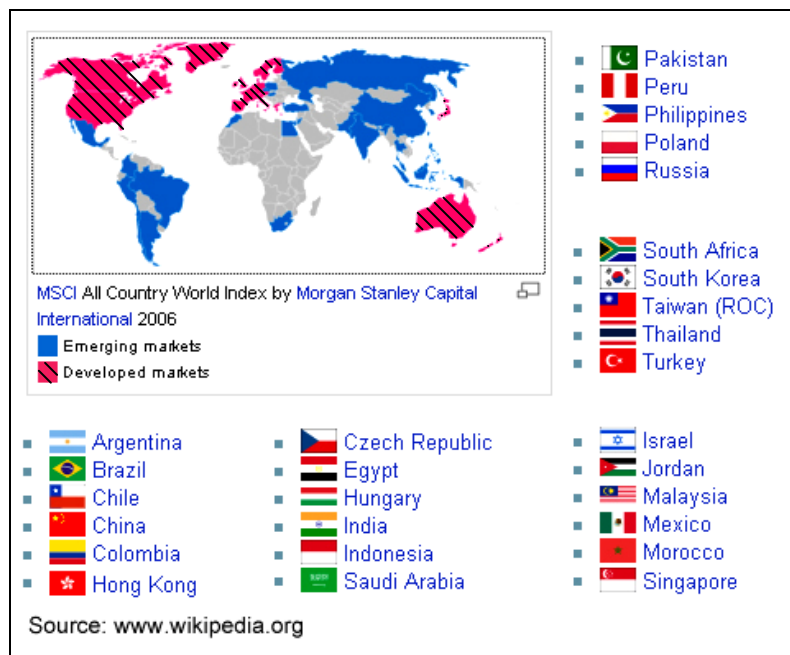 MSCI All Country World Index by Morgan Stanley Capital
International 2006
Emerging markets
Developed markets
Pakistan
Peru
Philippines
Poland
Russia
South Africa
South Korea
Taiwan (ROC)
Thailand
Turkey
Argentina
Brazil
Chile
China
Colombia
Hong Kong
Czech Republic
Egypt
Hungary
India
Indonesia
Saudi Arabia
Israel
Jordan
Malaysia
Mexico
Morocco
Singapore
Source: www.wikipedia.org